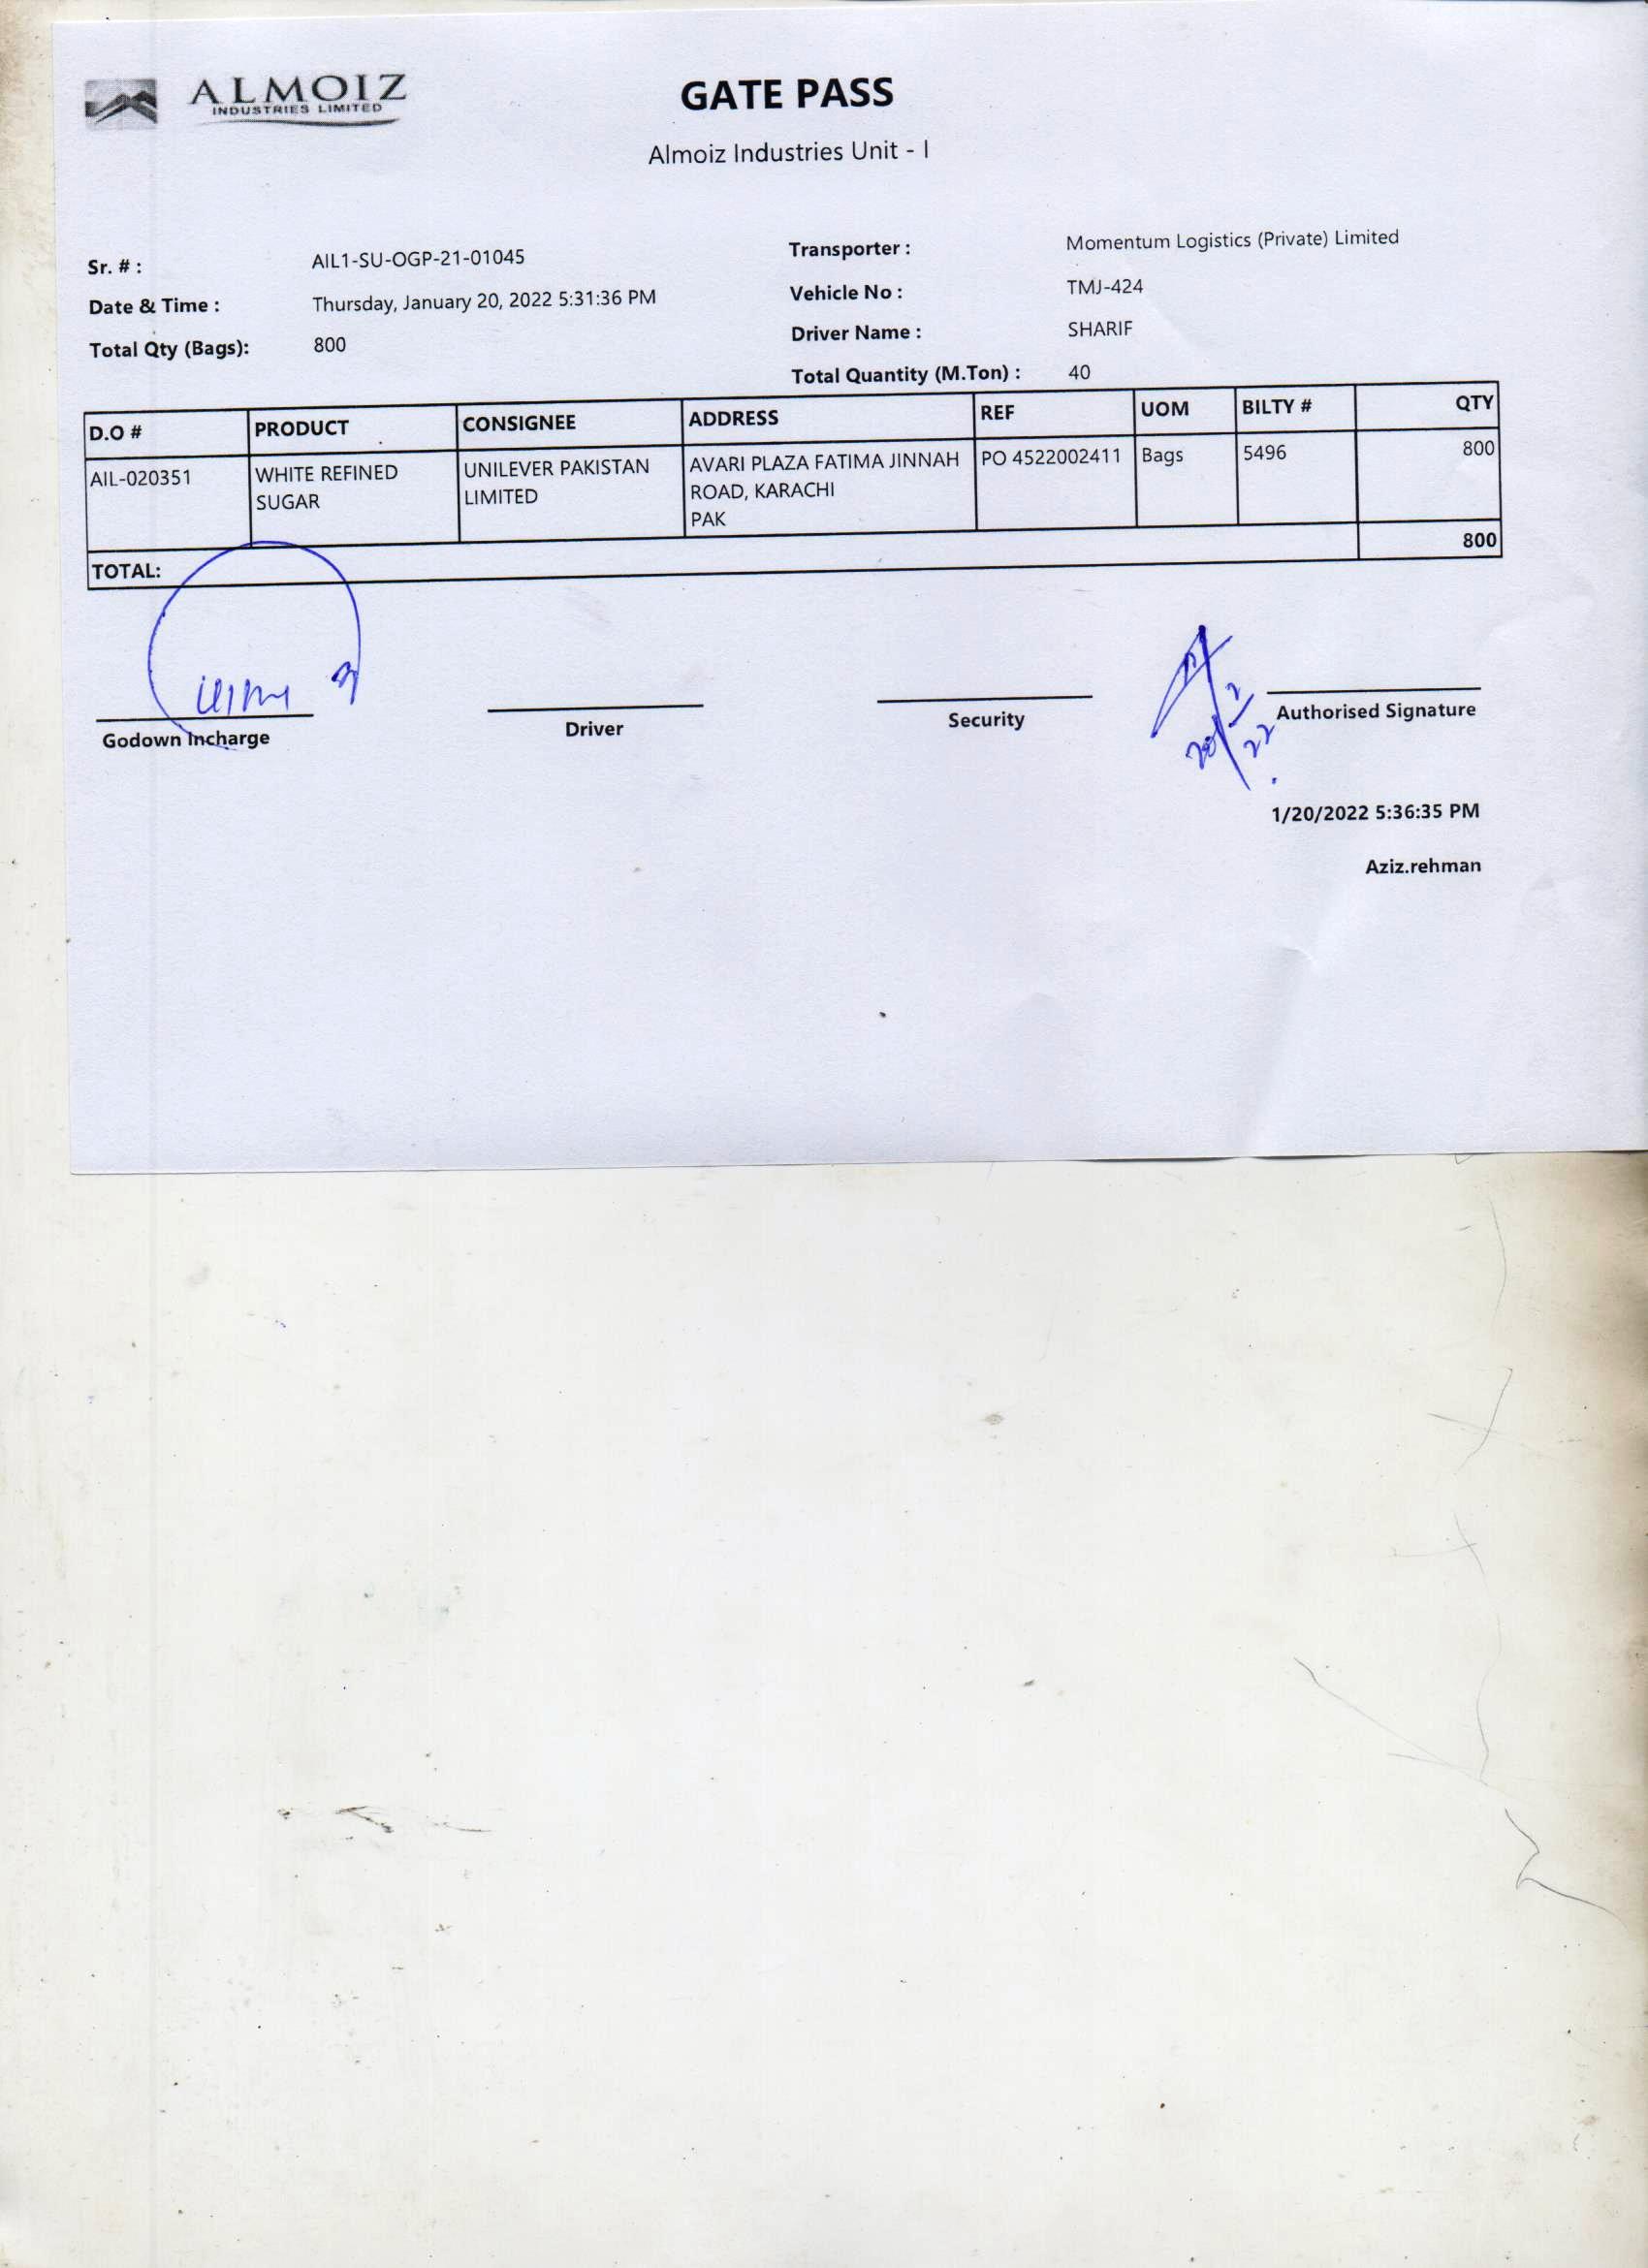 ALMOIZ
INDUSTRIES LIMITED
GATE PASS
Almoiz Industries Unit - I
Sr. # : AIL1-SU-OGP-21-01045
Date & Time : Thursday, January 20, 2022 5:31:36 PM
Total Qty (Bags): 800
Transporter : Momentum Logistics (Private) Limited
Vehicle No : TMJ-424
Driver Name : SHARIF
Total Quantity (M.Ton) : 40
D.O # PRODUCT CONSIGNEE ADDRESS REF UOM BILTY # QTY
AIL-020351 WHITE REFINED UNILEVER PAKISTAN AVARI PLAZA FATIMA JINNAH PO 4522002411 Bags 5496 800
SUGAR LIMITED ROAD, KARACHI
PAK
TOTAL: 800
Godown Incharge Driver Security Authorised Signature
1/20/2022 5:36:35 PM
Aziz.rehman